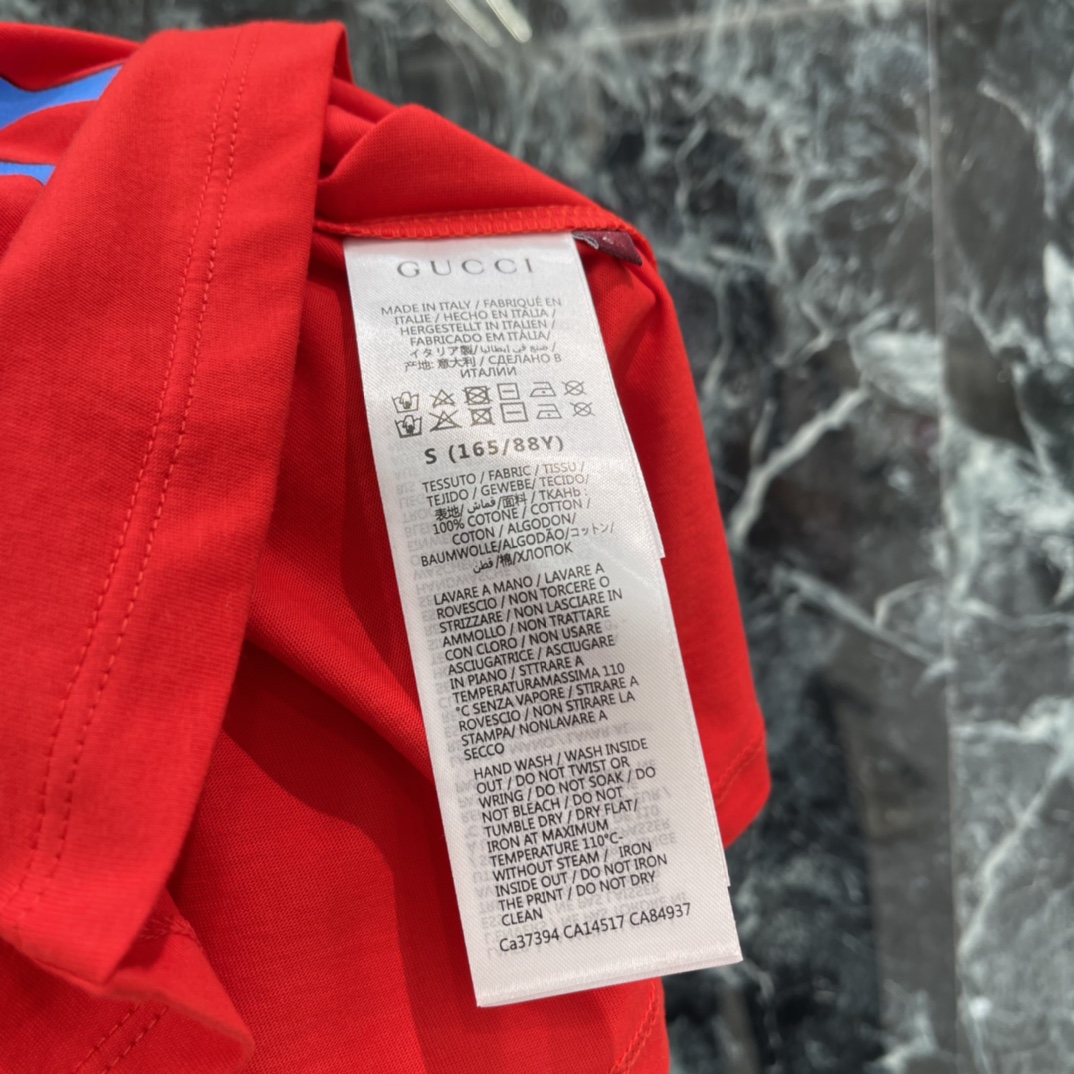 GUCCI
MADE IN ITALY / FABRIQUÉ EN
ITALIE / HECHO EN ITALIA /
HERGESTELLT IN ITALIEN /
FABRICADO EM ITÀLIA/
イタリア製/صنع في ايطاليا /
产地: 意大利 / СДЕЛАНО В
ИТАЛИИ
S (165/88Y)
TESSUTO / FABRIC / TISSU /
TEJIDO / GEWEBE/ TECIDO/
表地/ قماش /面料 / ТКАНЬ :
100% COTONE / COTTON /
COTON / ALGODON/
BAUMWOLLE/ALGODÃO/コットン/
قطن /棉/ХЛОПОК
LAVARE A MANO / LAVARE A
ROVESCIO / NON TORCERE O
STRIZZARE / NON LASCIARE IN
AMMOLLO / NON TRATTARE
CON CLORO / NON USARE
ASCIUGATRICE / ASCIUGARE
IN PIANO / STTRARE A
TEMPERATURAMASSIMA 110
°C SENZA VAPORE / STIRARE A
ROVESCIO / NON STIRARE LA
STAMPA/ NONLAVARE A
SECCO
HAND WASH / WASH INSIDE
OUT / DO NOT TWIST OR
WRING / DO NOT SOAK / DO
NOT BLEACH / DO NOT
TUMBLE DRY / DRY FLAT/
IRON AT MAXIMUM
TEMPERATURE 110°C-
WITHOUT STEAM / IRON
INSIDE OUT / DO NOT IRON
THE PRINT / DO NOT DRY
CLEAN
Ca37394 CA14517 CA84937